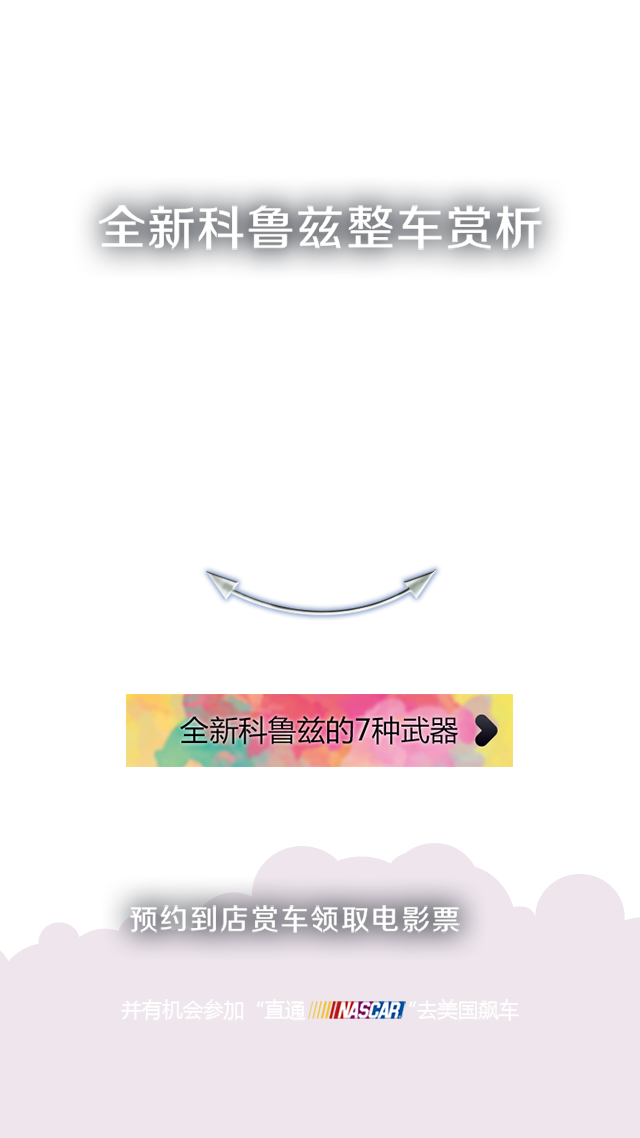 全新科鲁兹整车赏析
全新科鲁兹的7种武器
预约到店赏车领取电影票
并有机会参加“直通NASCAR”去美国飙车